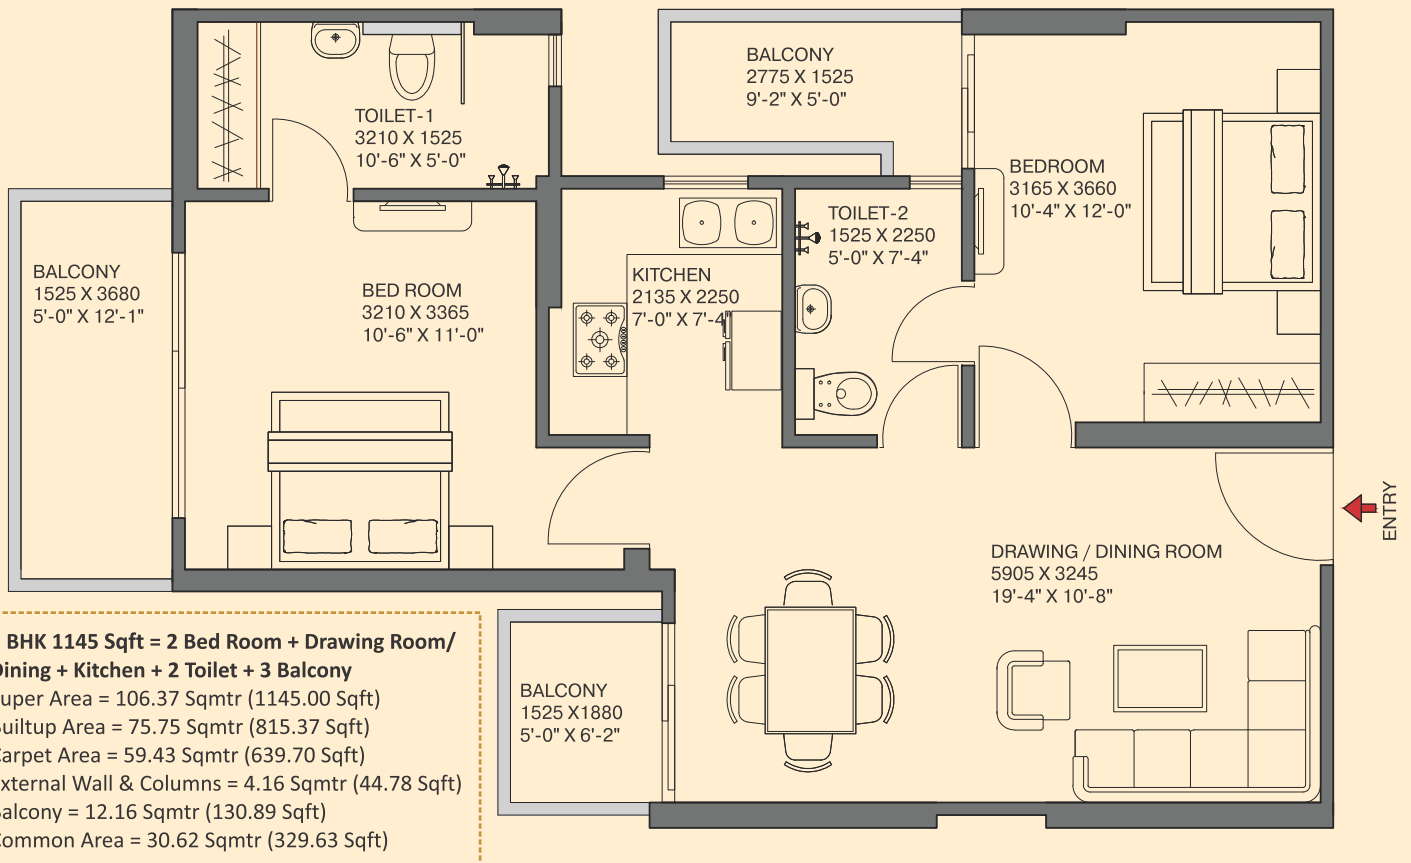 BALCONY
2775 X 1525
9'-2" X 5'-0"
TOILET-1
3210 X 1525
10'-6" X 5'-0"
BEDROOM
3165 X 3660
10'-4" X 12'-0"
TOILET-2
1525 X 2250
5'-0" X 7'-4"
BALCONY
1525 X 3680
5'-0" X 12'-1"
BED ROOM
3210 X 3365
10'-6" X 11'-0"
KITCHEN
2135 X 2250
7'-0" X 7'-4
ENTRY
DRAWING / DINING ROOM
5905 X 3245
19'-4" X 10'-8"
BALCONY
1525 X1880
5'-0" X 6'-2"
BHK 1145 Sqft = 2 Bed Room + Drawing Room/
Dining + Kitchen + 2 Toilet + 3 Balcony
uper Area = 106.37 Sqmtr (1145.00 Sqft)
Builtup Area = 75.75 Sqmtr (815.37 Sqft)
Carpet Area = 59.43 Sqmtr (639.70 Sqft)
External Wall & Columns = 4.16 Sqmtr (44.78 Sqft)
Balcony = 12.16 Sqmtr (130.89 Sqft)
Common Area = 30.62 Sqmtr (329.63 Sqft)